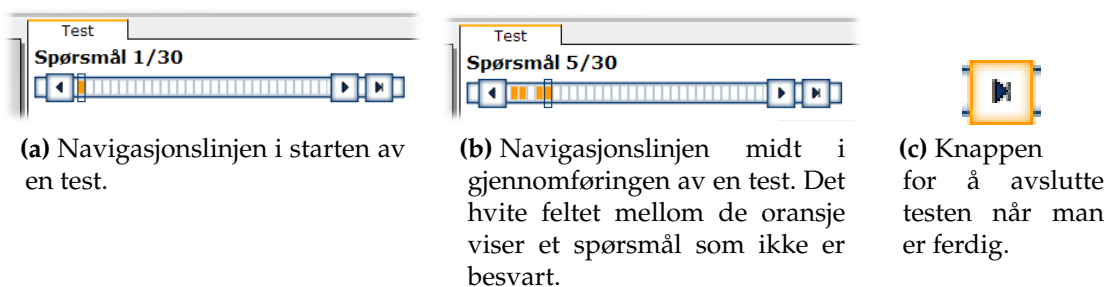 Test
Spørsmål 1/30
Test
Spørsmål 5/30
(a) Navigasjonslinjen i starten av
en test.
(b) Navigasjonslinjen midt i
gjennomføringen av en test. Det
hvite feltet mellom de oransje
viser et spørsmål som ikke er
besvart.
(c) Knappen
for å avslutte
testen når man
er ferdig.